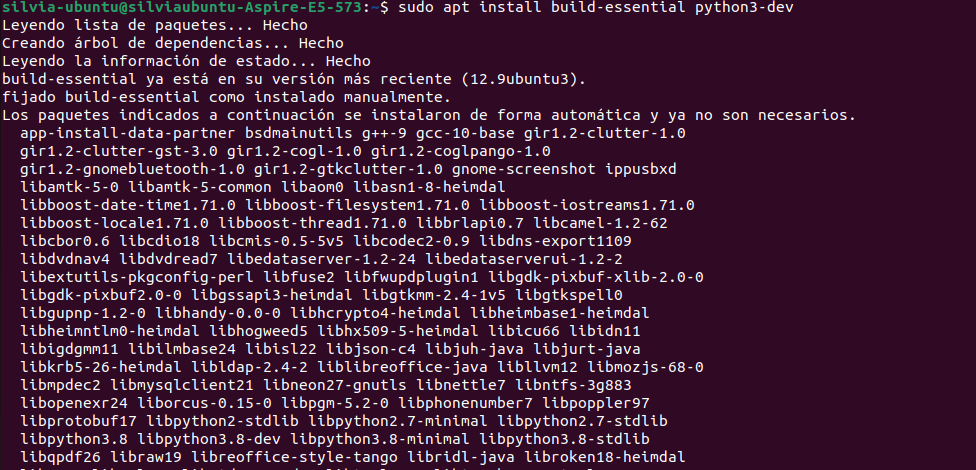 silvia-ubuntu@silviaubuntu-Aspire-E5-573:~$ sudo apt install build-essential python3-dev
Leyendo lista de paquetes... Hecho
Creando árbol de dependencias... Hecho
Leyendo la información de estado... Hecho
build-essential ya está en su versión más reciente (12.9ubuntu3).
fijado build-essential como instalado manualmente.
Los paquetes indicados a continuación se instalaron de forma automática y ya no son necesarios.
app-install-data-partner bsdmainutils g++-9 gcc-10-base gir1.2-clutter-1.0
gir1.2-clutter-gst-3.0 gir1.2-cogl-1.0 gir1.2-coglpango-1.0
gir1.2-gnomebluetooth-1.0 gir1.2-gtkclutter-1.0 gnome-screenshot ippusbxd
libamtk-5-0 libamtk-5-common libaom0 libasn1-8-heimdal
libboost-date-time1.71.0 libboost-filesystem1.71.0 libboost-iostreams1.71.0
libboost-locale1.71.0 libboost-thread1.71.0 libbrlapi0.7 libcamel-1.2-62
libcbor0.6 libcdio18 libcmis-0.5-5v5 libcodec2-0.9 libdns-export1109
libdvdnav4 libdvdread7 libedataserver-1.2-24 libedataserverui-1.2-2
libextutils-pkgconfig-perl libfuse2 libfwupdplugin1 libgdk-pixbuf-xlib-2.0-0
libgdk-pixbuf2.0-0 libgssapi3-heimdal libgtkmm-2.4-1v5 libgtkspell0
libgupnp-1.2-0 libhandy-0.0-0 libhcrypto4-heimdal libheimbase1-heimdal
libheimntlm0-heimdal libhogweed5 libhx509-5-heimdal libicu66 libidn11
libigdgmm11 libilmbase24 libisl22 libjson-c4 libjuh-java libjurt-java
libkrb5-26-heimdal libldap-2.4-2 liblibreoffice-java libllvm12 libmozjs-68-0
libmpdec2 libmysqlclient21 libneon27-gnutls libnettle7 libntfs-3g883
libopenexr24 liborcus-0.15-0 libpgm-5.2-0 libphonenumber7 libpoppler97
libprotobuf17 libpython2-stdlib libpython2.7-minimal libpython2.7-stdlib
libpython3.8 libpython3.8-dev libpython3.8-minimal libpython3.8-stdlib
libqpdf26 libraw19 libreoffice-style-tango libridl-java libroken18-heimdal